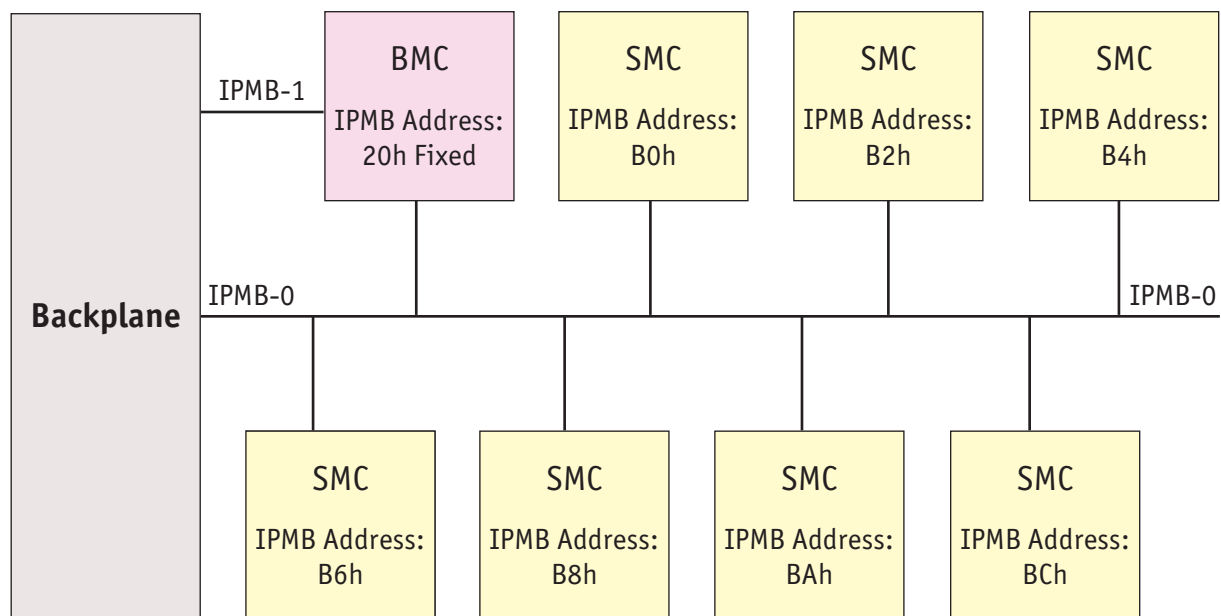 BMC
IPMB Address:
20h Fixed
SMC
IPMB Address:
B0h
SMC
IPMB Address:
B2h
SMC
IPMB Address:
B4h
IPMB-1
Backplane
IPMB-0
IPMB-0
SMC
IPMB Address:
B6h
SMC
IPMB Address:
B8h
SMC
IPMB Address:
BAh
SMC
IPMB Address:
BCh